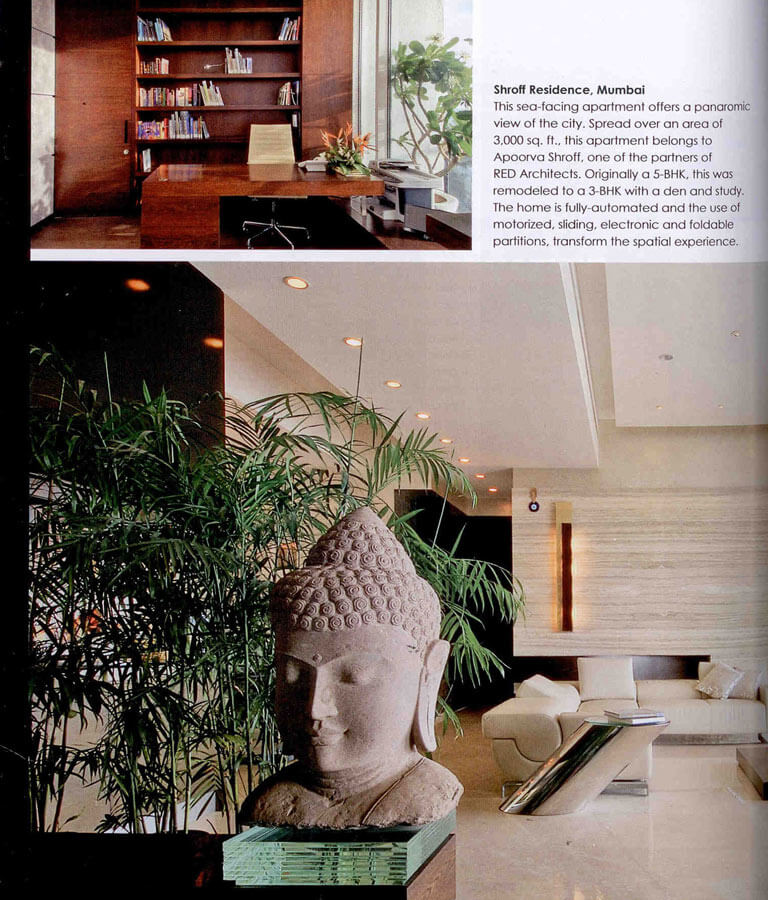 Shroff Residence, Mumbai
This sea-facing apartment offers a panaromic
view of the city. Spread over an area of
3,000 sq. ft., this apartment belongs to
Apoorva Shroff, one of the partners of
RED Architects. Originally a 5-BHK, this was
remodeled to a 3-BHK with a den and study.
The home is fully-automated and the use of
motorized, sliding, electronic and foldable
partitions, transform the spatial experience.